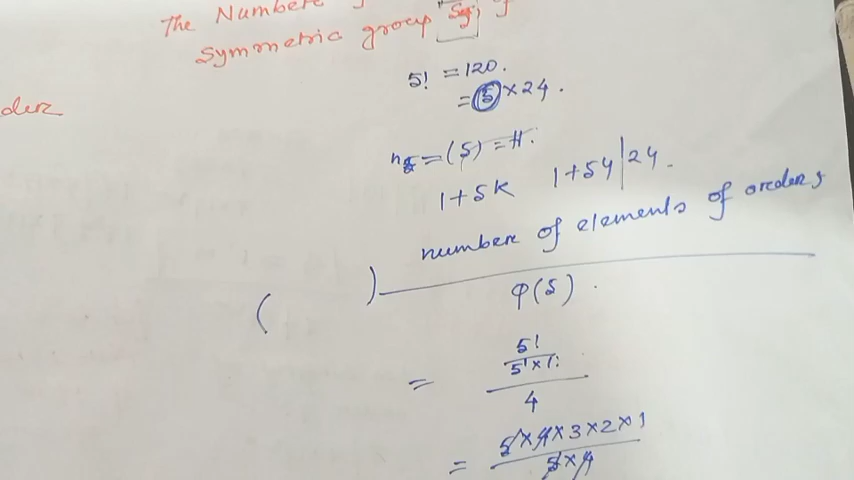 The Number
Symmetric group S5
der
5! = 120.
= 5 × 24.
n5 = (5) = H.
1+5K 1+5y|24.
number of elements of order 5
( )
φ(5).
5!
=
5¹×1!
4
= 5×4×3×2×1
5×4